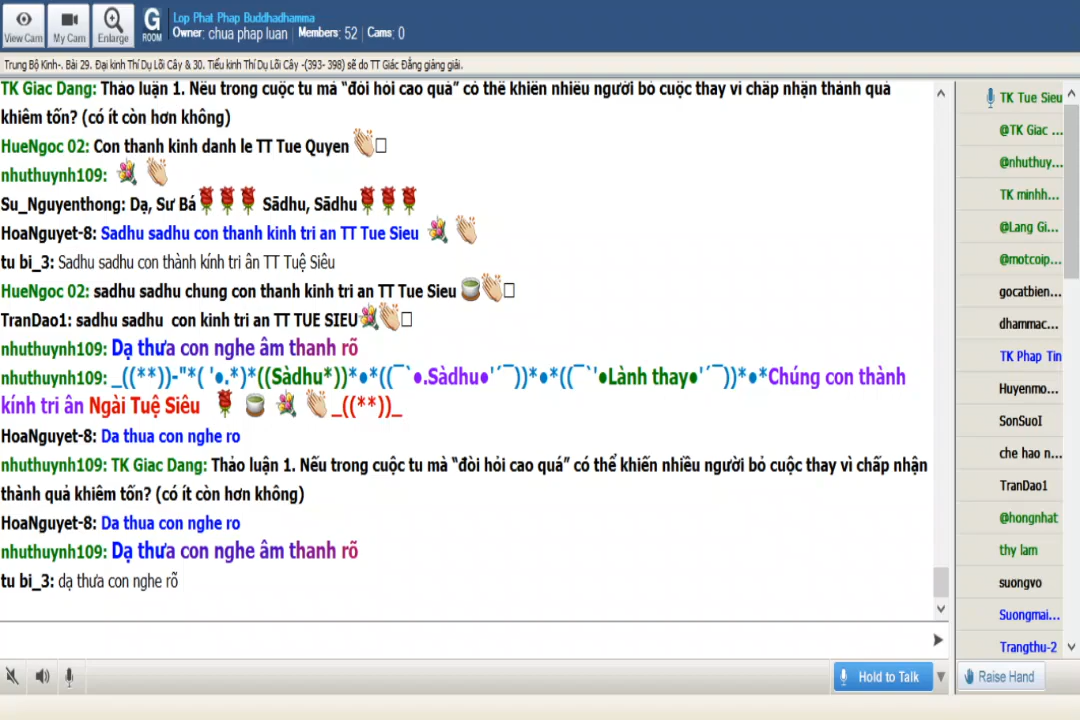 View Cam
My Cam
Enlarge
G
ROOM
Lop Phat Phap Buddhadhamma
Owner: chua phap luan | Members: 52 | Cams: 0
Trung Bộ Kinh-. Bài 29. Đại kinh Thí Dụ Lõi Cây & 30. Tiểu kinh Thí Dụ Lõi Cây -(393- 398) sẽ do TT Giác Đẳng giảng giải.
TK Giac Dang: Thảo luận 1. Nếu trong cuộc tu mà “đòi hỏi cao quá” có thể khiến nhiều người bỏ cuộc thay vì chấp nhận thành quả
khiêm tốn? (có ít còn hơn không)
HueNgoc 02: Con thanh kinh danh le TT Tue Quyen 👏🏻
nhuthuynh109: 💐 👏🏻
Su_Nguyenthong: Dạ, Sư Bá🌹🌹🌹 Sādhu, Sādhu🌹🌹🌹
HoaNguyet-8: Sadhu sadhu con thanh kinh tri an TT Tue Sieu 💐 👏🏻
tu bi_3: Sadhu sadhu con thành kính tri ân TT Tuệ Siêu
HueNgoc 02: sadhu sadhu chung con thanh kinh tri an TT Tue Sieu 🍵👏🏻
TranDao1: sadhu sadhu con kinh tri an TT TUE SIEU💐👏🏻
nhuthuynh109: Dạ thưa con nghe âm thanh rõ
nhuthuynh109: _((**))-"*( '●.*)*((Sàdhu*))*●*((¯`●.Sàdhu●'´¯))*●*((¯`'●Lành thay●'´¯))*●*Chúng con thành
kính tri ân Ngài Tuệ Siêu 🌹 🍵 💐 👏🏻 _((**))_
HoaNguyet-8: Da thua con nghe ro
nhuthuynh109: TK Giac Dang: Thảo luận 1. Nếu trong cuộc tu mà “đòi hỏi cao quá” có thể khiến nhiều người bỏ cuộc thay vì chấp nhận
thành quả khiêm tốn? (có ít còn hơn không)
HoaNguyet-8: Da thua con nghe ro
nhuthuynh109: Dạ thưa con nghe âm thanh rõ
tu bi_3: dạ thưa con nghe rõ
TK Tue Sieu
@TK Giac ...
@nhuthuy...
TK minhh...
@Lang Gi...
@motcoip...
gocatbien...
dhammac...
TK Phap Tin
Huyenmo...
SonSuoI
che hao n...
TranDao1
@hongnhat
thy lam
suongvo
Suongmai...
Trangthu-2
Hold to Talk
Raise Hand